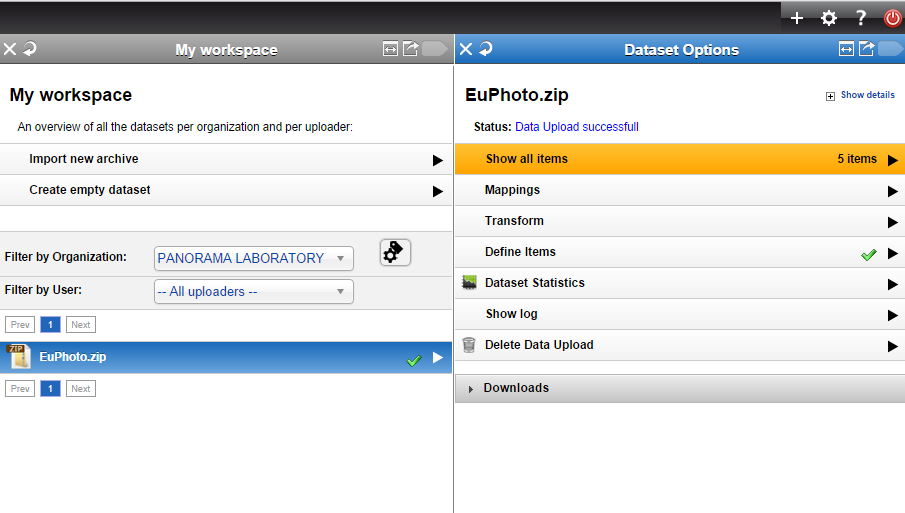 My workspace
My workspace
An overview of all the datasets per organization and per uploader:
Import new archive
Create empty dataset
Filter by Organization:
PANORAMA LABORATORY
Filter by User:
-- All uploaders --
Prev 1 Next
ZIP
EuPhoto.zip
Prev 1 Next
?
Dataset Options
EuPhoto.zip
Show details
Status: Data Upload successfull
Show all items 5 items
Mappings
Transform
Define Items
Dataset Statistics
Show log
Delete Data Upload
Downloads